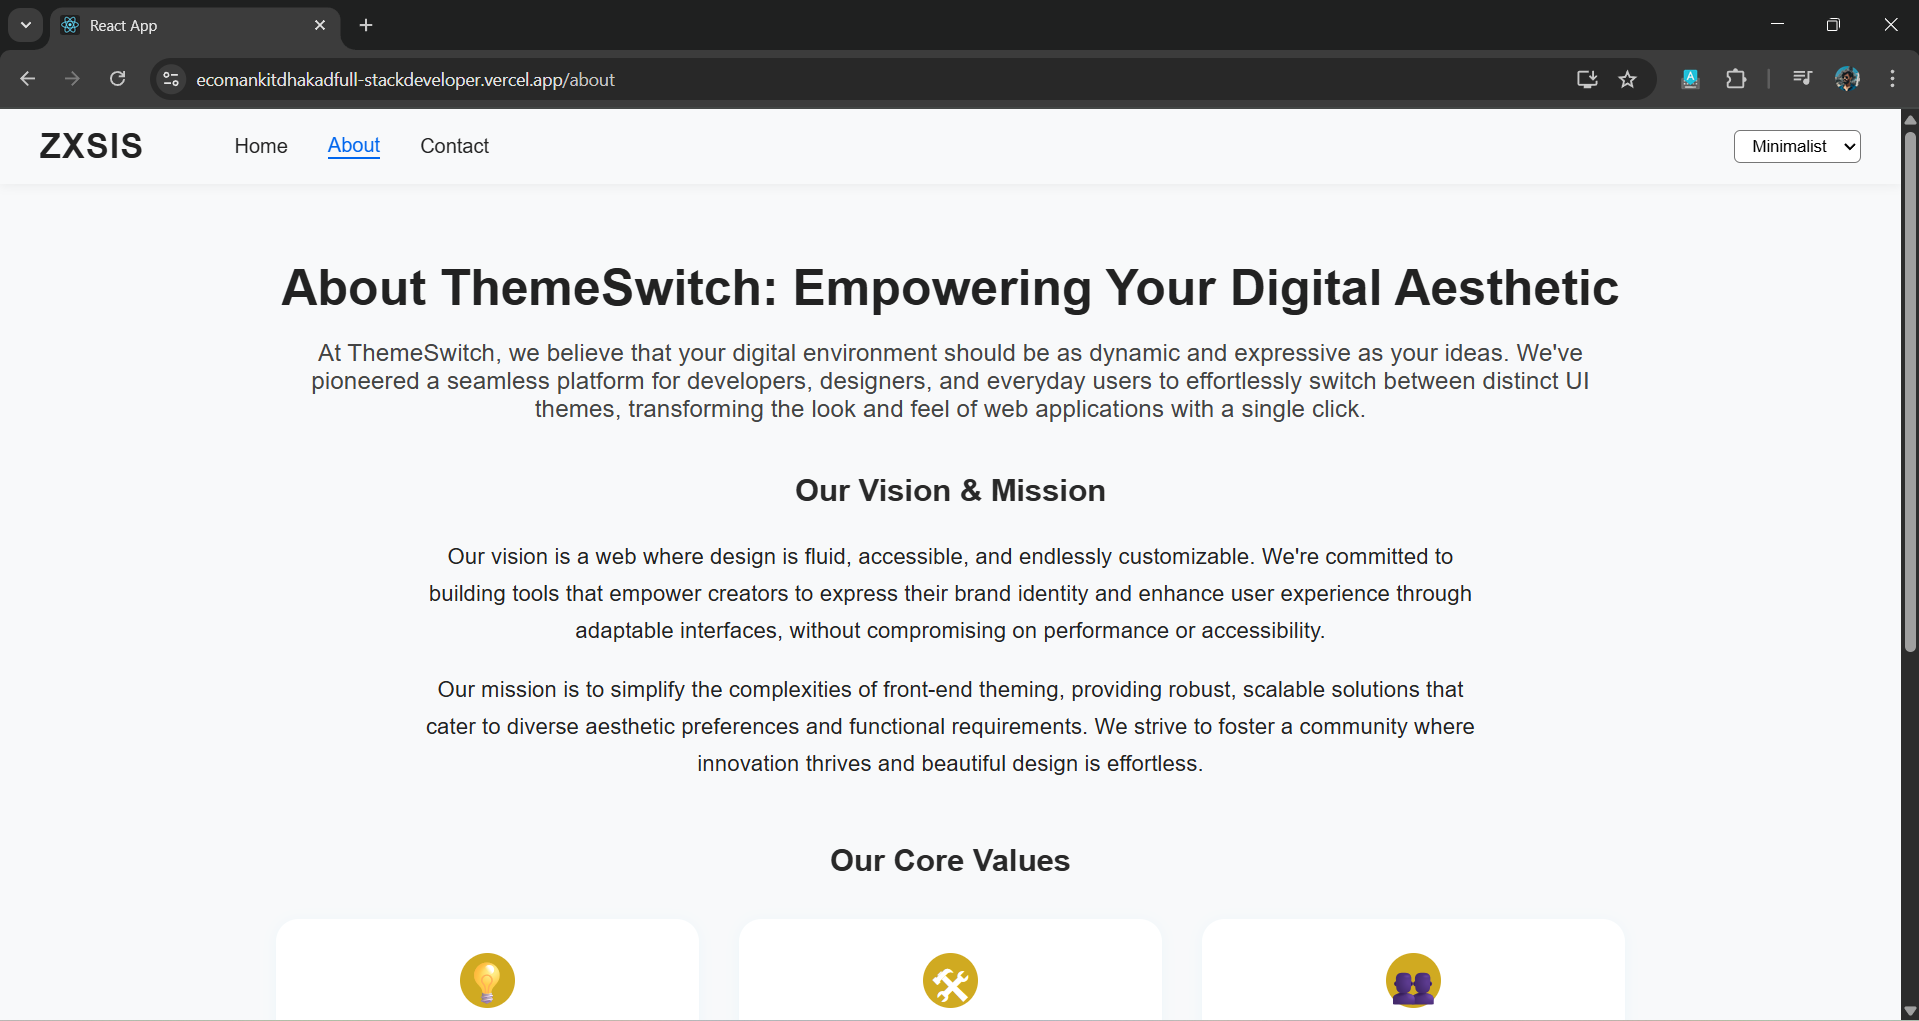 React App
ecomankitdhakadfull-stackdeveloper.vercel.app/about
A
ZXSIS
Home
About
Contact
Minimalist
About ThemeSwitch: Empowering Your Digital Aesthetic
At ThemeSwitch, we believe that your digital environment should be as dynamic and expressive as your ideas. We've
pioneered a seamless platform for developers, designers, and everyday users to effortlessly switch between distinct UI
themes, transforming the look and feel of web applications with a single click.
Our Vision & Mission
Our vision is a web where design is fluid, accessible, and endlessly customizable. We're committed to
building tools that empower creators to express their brand identity and enhance user experience through
adaptable interfaces, without compromising on performance or accessibility.
Our mission is to simplify the complexities of front-end theming, providing robust, scalable solutions that
cater to diverse aesthetic preferences and functional requirements. We strive to foster a community where
innovation thrives and beautiful design is effortless.
Our Core Values